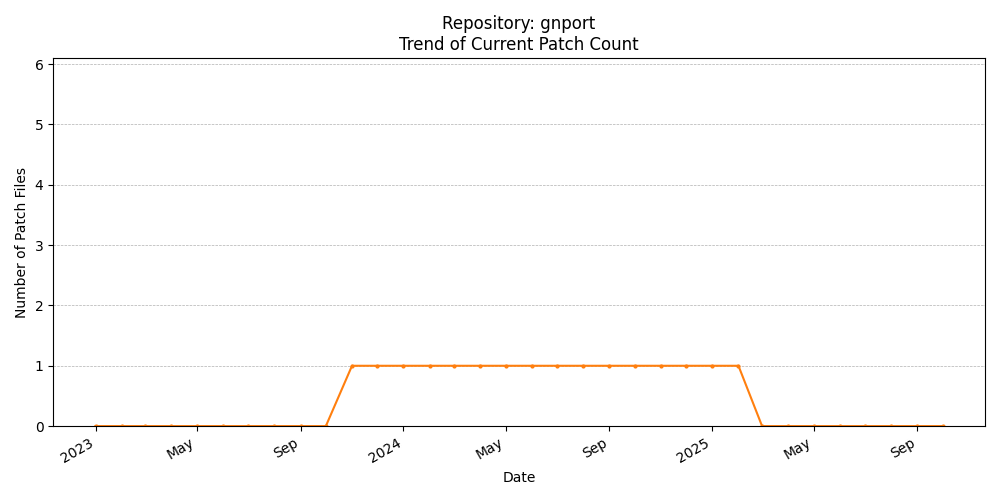 Repository: gnport
Trend of Current Patch Count
Number of Patch Files
6
5
4
3
2
1
0
2023
May
Sep
2024
May
Sep
2025
May
Sep
Date